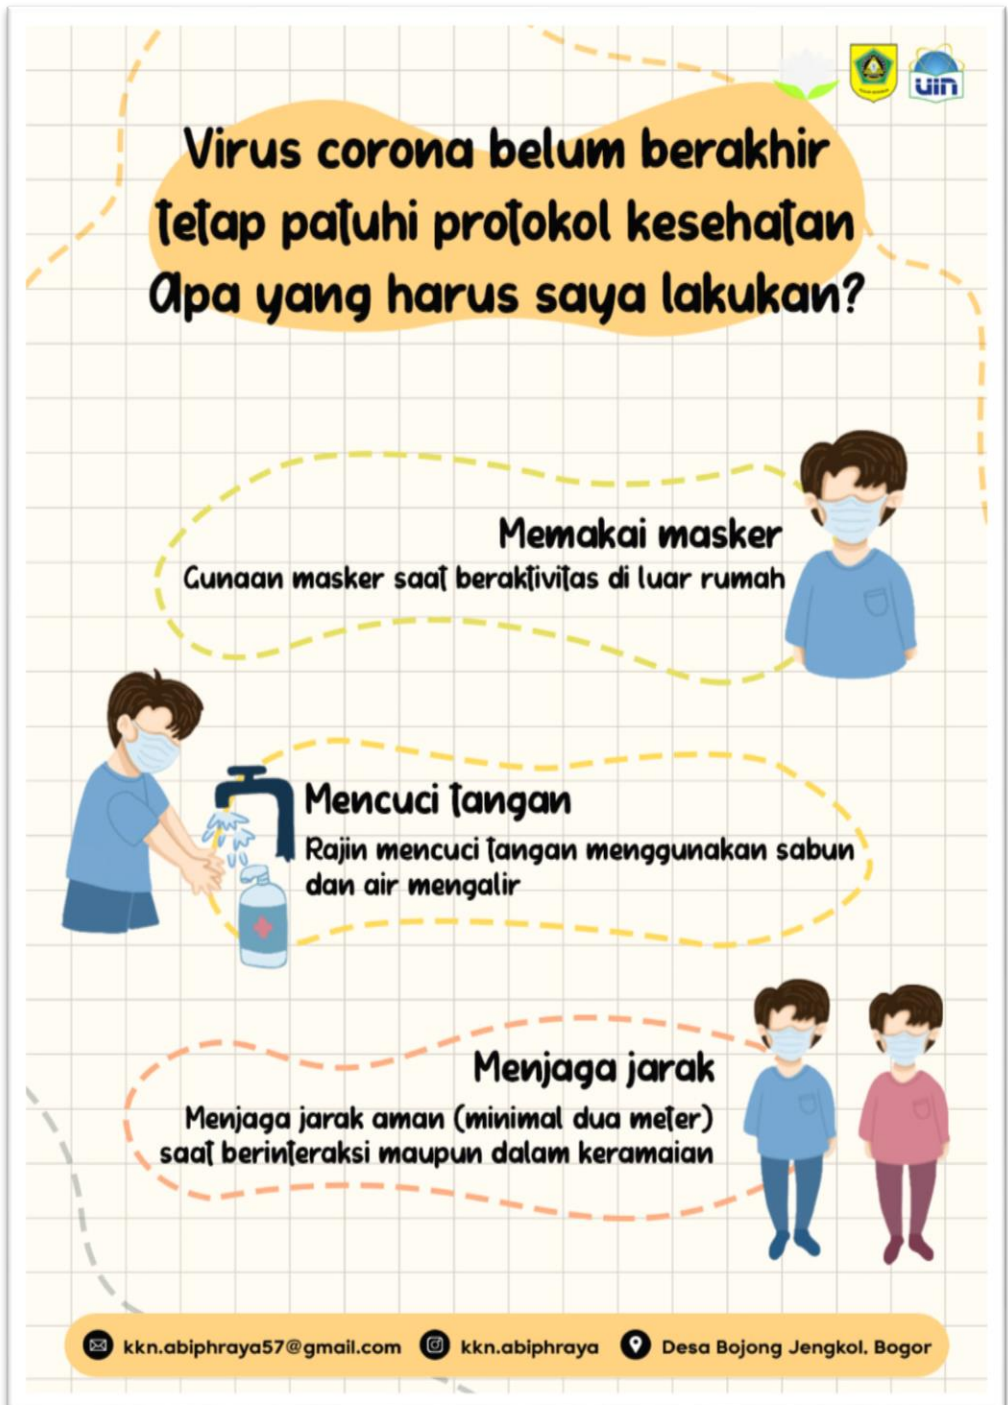 uin
Virus corona belum berakhir
tetap patuhi protokol kesehatan
Apa yang harus saya lakukan?
Memakai masker
Gunaan masker saat beraktivitas di luar rumah
Mencuci tangan
Rajin mencuci tangan menggunakan sabun
dan air mengalir
Menjaga jarak
Menjaga jarak aman (minimal dua meter)
saat berinteraksi maupun dalam keramaian
kkn.abiphraya57@gmail.com kkn.abiphraya Desa Bojong Jengkol, Bogor